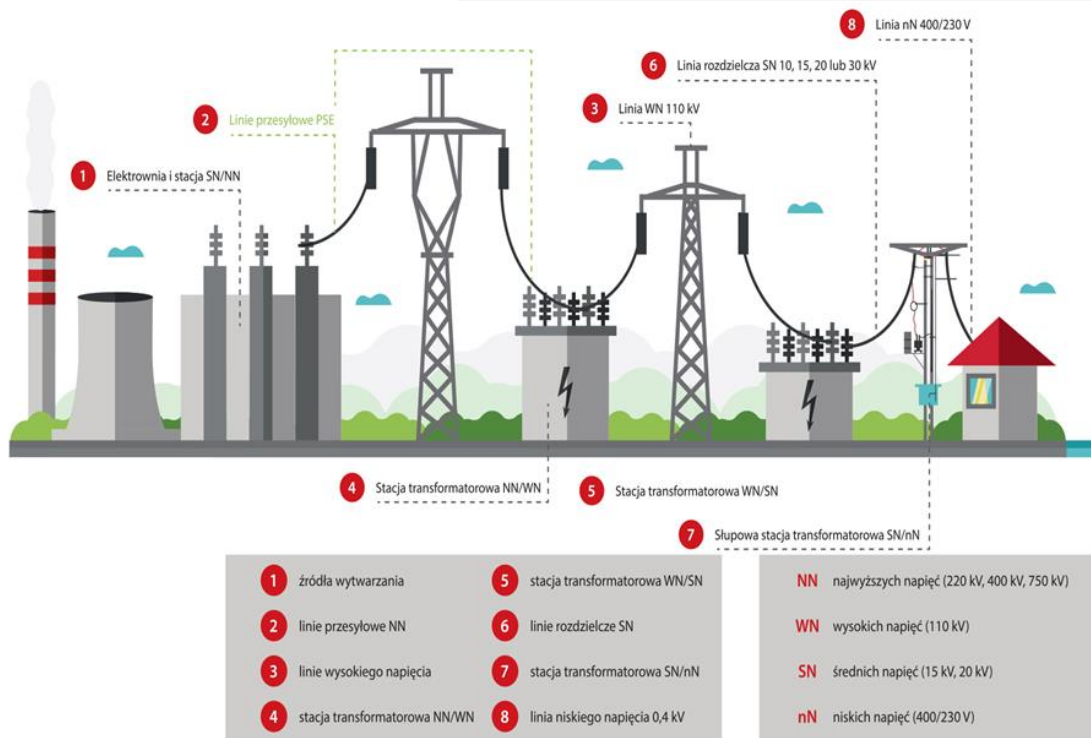 8 Linia nN 400/230 V
6 Linia rozdzielcza SN 10, 15, 20 lub 30 kV
3 Linia WN 110 kV
2 Linie przesyłowe PSE
1 Elektrownia i stacja SN/NN
4 Stacja transformatorowa NN/WN
5 Stacja transformatorowa WN/SN
7 Słupowa stacja transformatorowa SN/nN
1 źródła wytwarzania
2 linie przesyłowe NN
3 linie wysokiego napięcia
4 stacja transformatorowa NN/WN
5 stacja transformatorowa WN/SN
6 linie rozdzielcze SN
7 stacja transformatorowa SN/nN
8 linia niskiego napięcia 0,4 kV
NN najwyższych napięć (220 kV, 400 kV, 750 kV)
WN wysokich napięć (110 kV)
SN średnich napięć (15 kV, 20 kV)
nN niskich napięć (400/230 V)